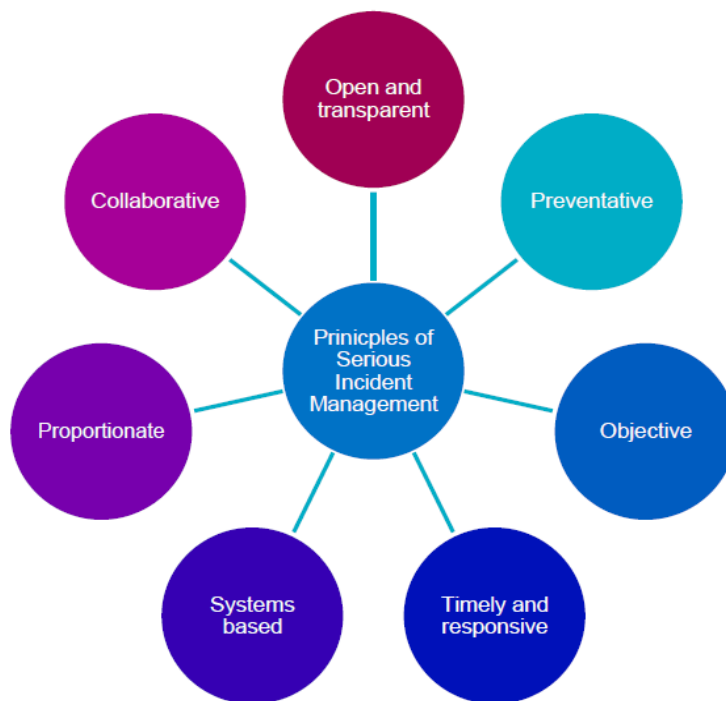 Open and
transparent
Collaborative
Preventative
Prinicples of
Serious
Incident
Management
Proportionate
Objective
Systems
based
Timely and
responsive